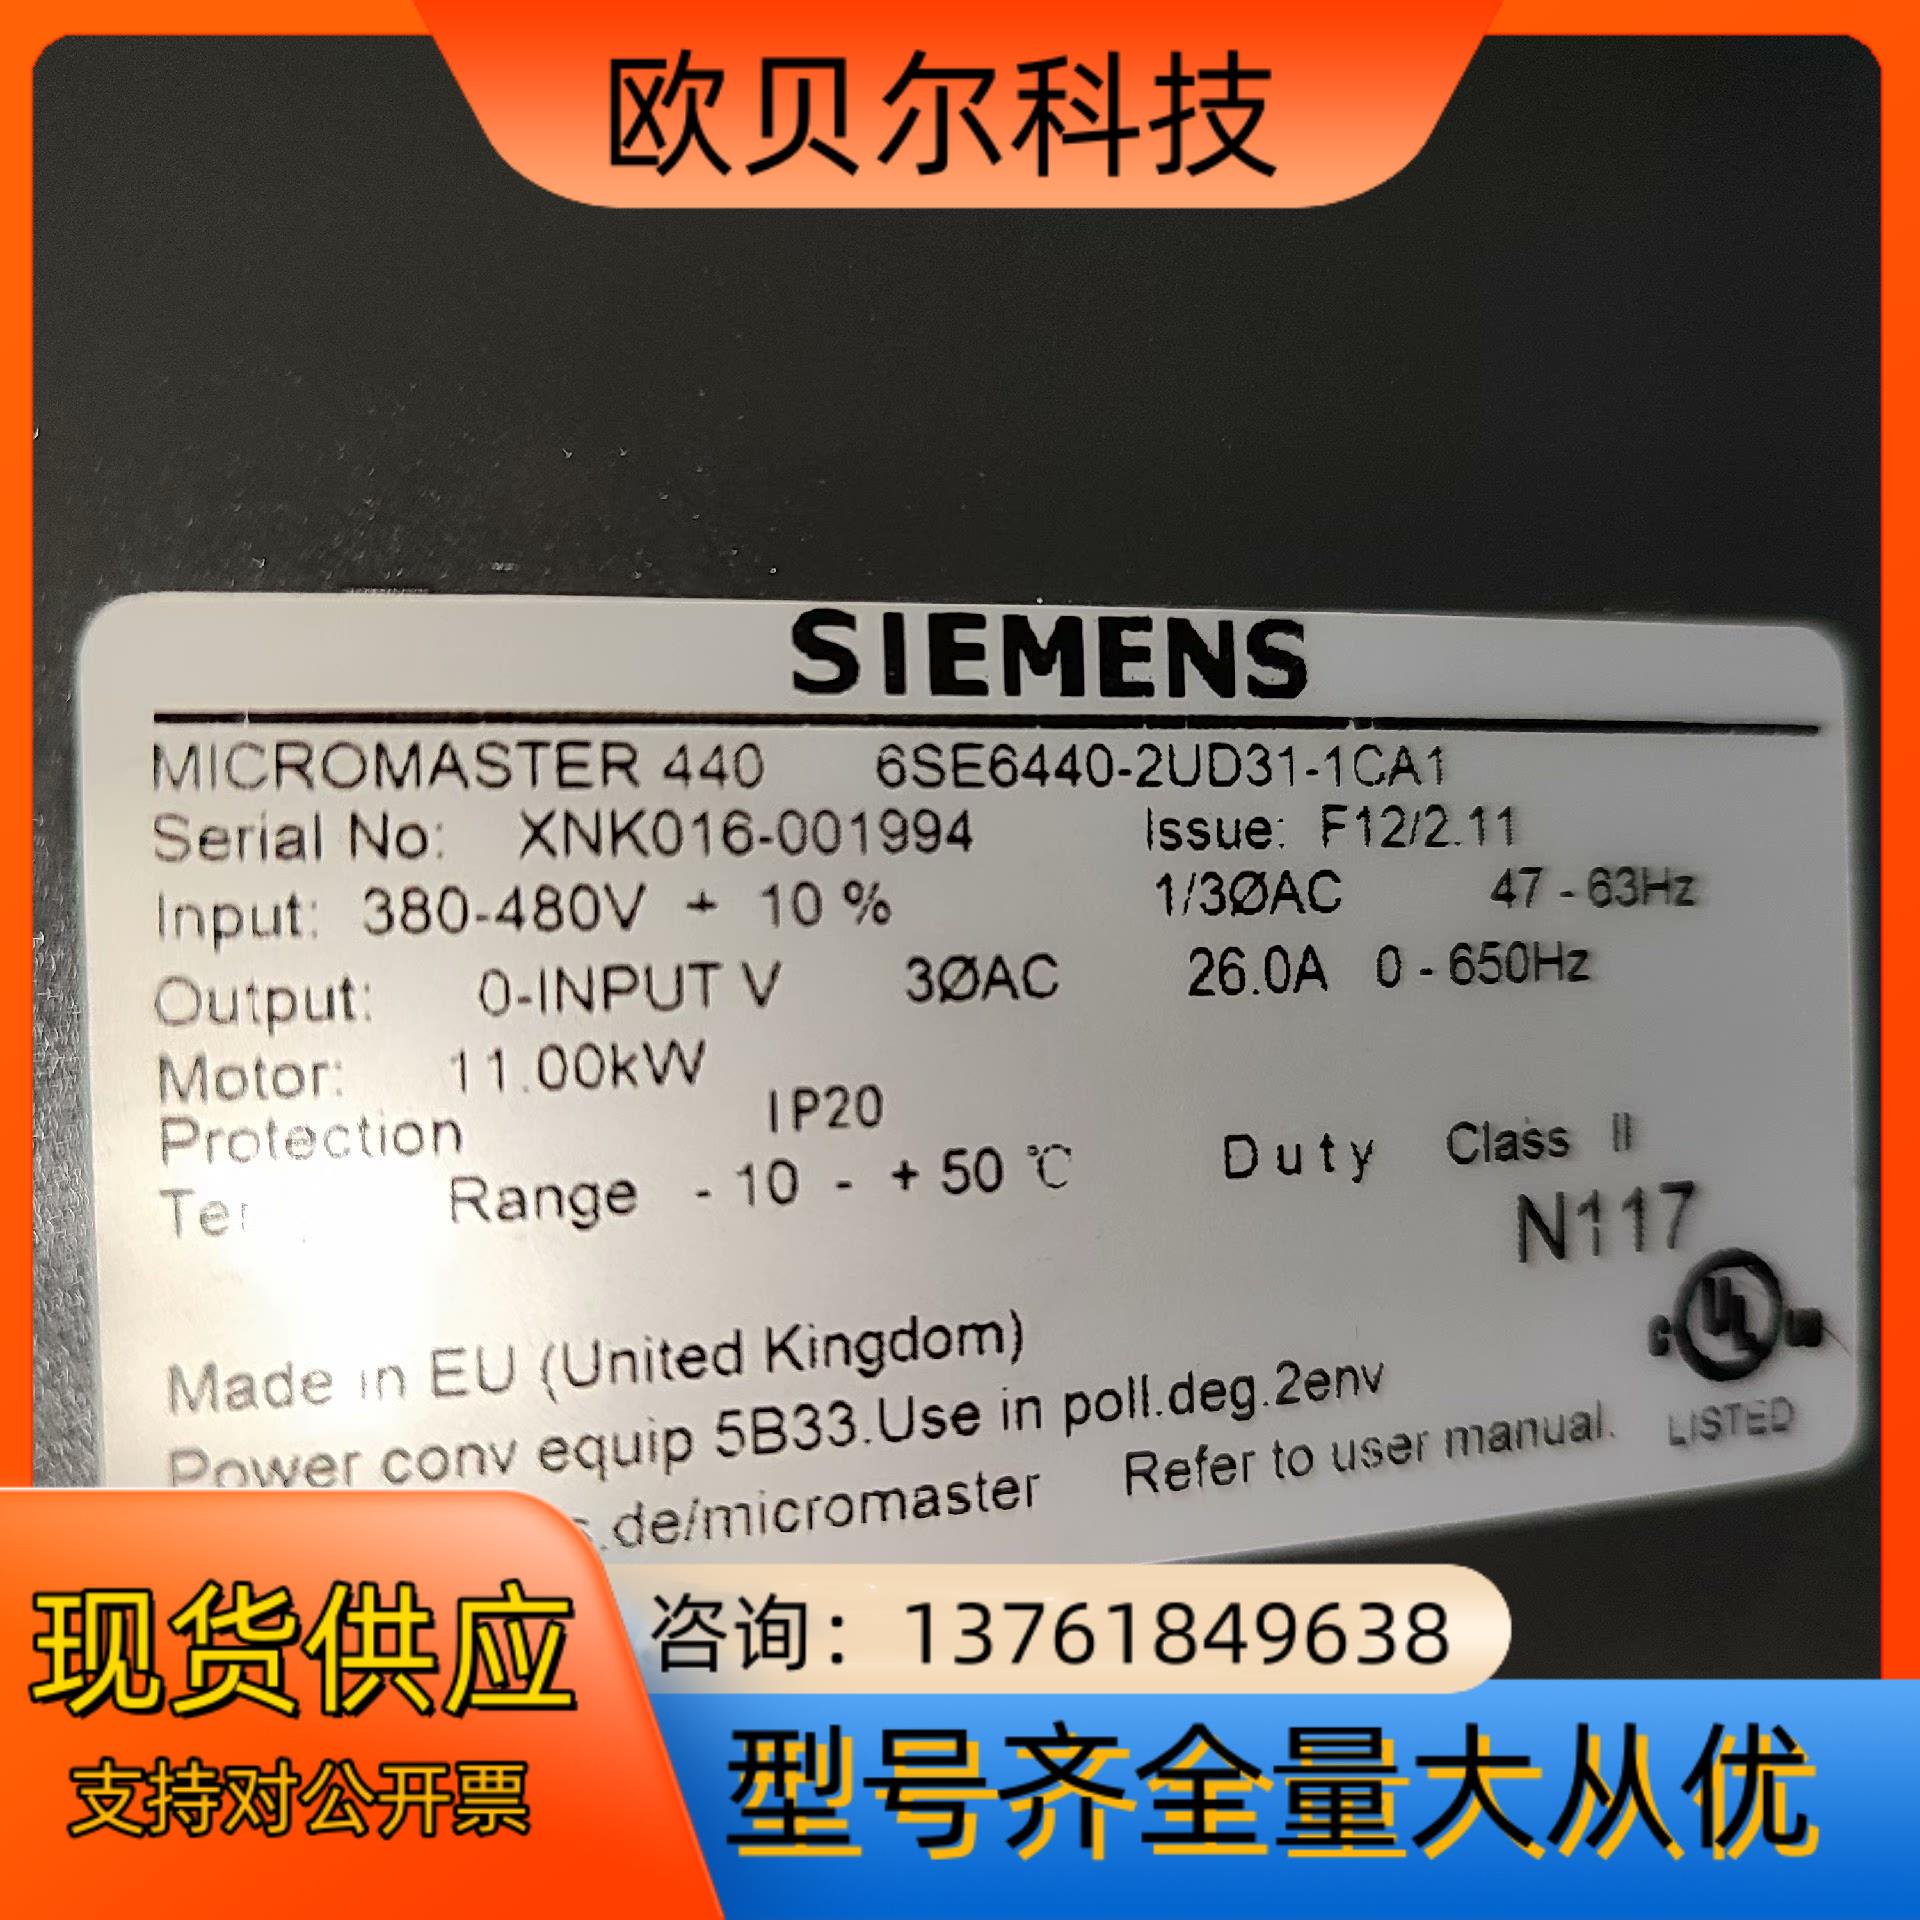 欧贝尔科技
SIEMENS
MICROMASTER 440 6SE6440-2UD31-1CA1
Serial No: XNK016-001994 Issue: F12/2.11
Input: 380-480V + 10 % 1/3ØAC 47 - 63Hz
Output: 0-INPUT V 3ØAC 26.0A 0 - 650Hz
Motor: 11.00kW
Protection IP20
Range - 10 - + 50 ℃ Duty Class II
N117
Made in EU (United Kingdom)
UL
LISTED
Power conv equip 5B33.Use in poll.deg.2env
.de/micromaster Refer to user manual.
现货供应
支持对公开票
咨询：13761849638
型号齐全量大从优